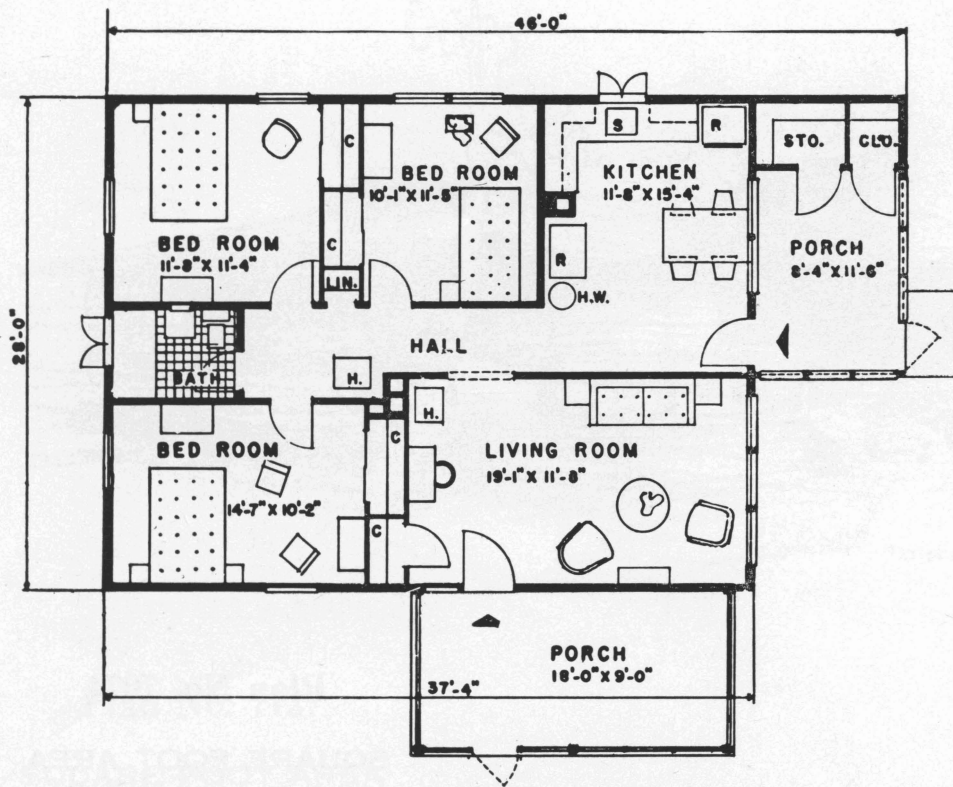 46'-0"
28'-0"
BED ROOM
11'-8" X 11'-4"
C
C
LIN.
BED ROOM
10'-1" X 11'-5"
S
R
KITCHEN
11'-8" X 15'-4"
R
H.W.
STO.
CLO.
PORCH
8'-4" X 11'-6"
HALL
BATH
H.
BED ROOM
14'-7" X 10'-2"
C
C
H.
LIVING ROOM
19'-1" X 11'-8"
PORCH
18'-0" X 9'-0"
37'-4"